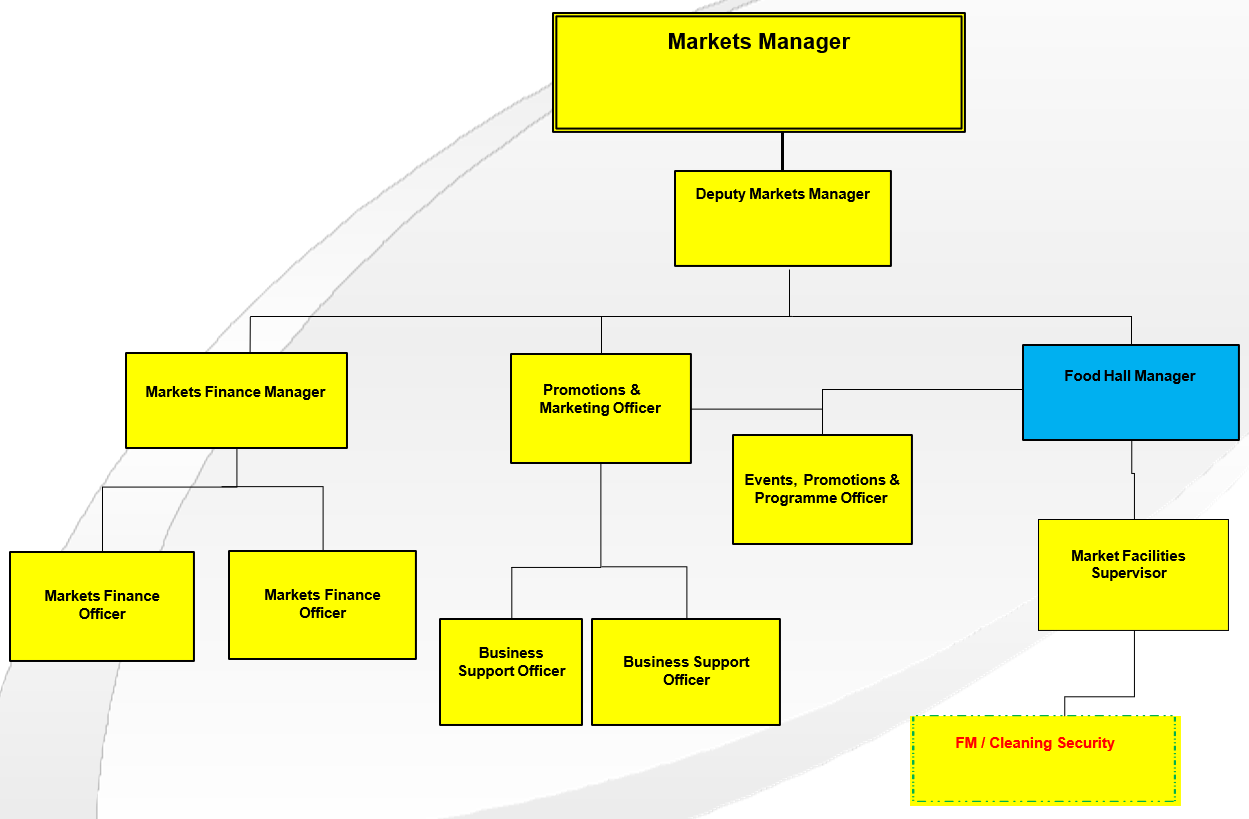 Markets Manager
Deputy Markets Manager
Markets Finance Manager
Promotions &
Marketing Officer
Food Hall Manager
Events, Promotions &
Programme Officer
Markets Finance
Officer
Markets Finance
Officer
Business
Support Officer
Business Support
Officer
Market Facilities
Supervisor
FM / Cleaning Security